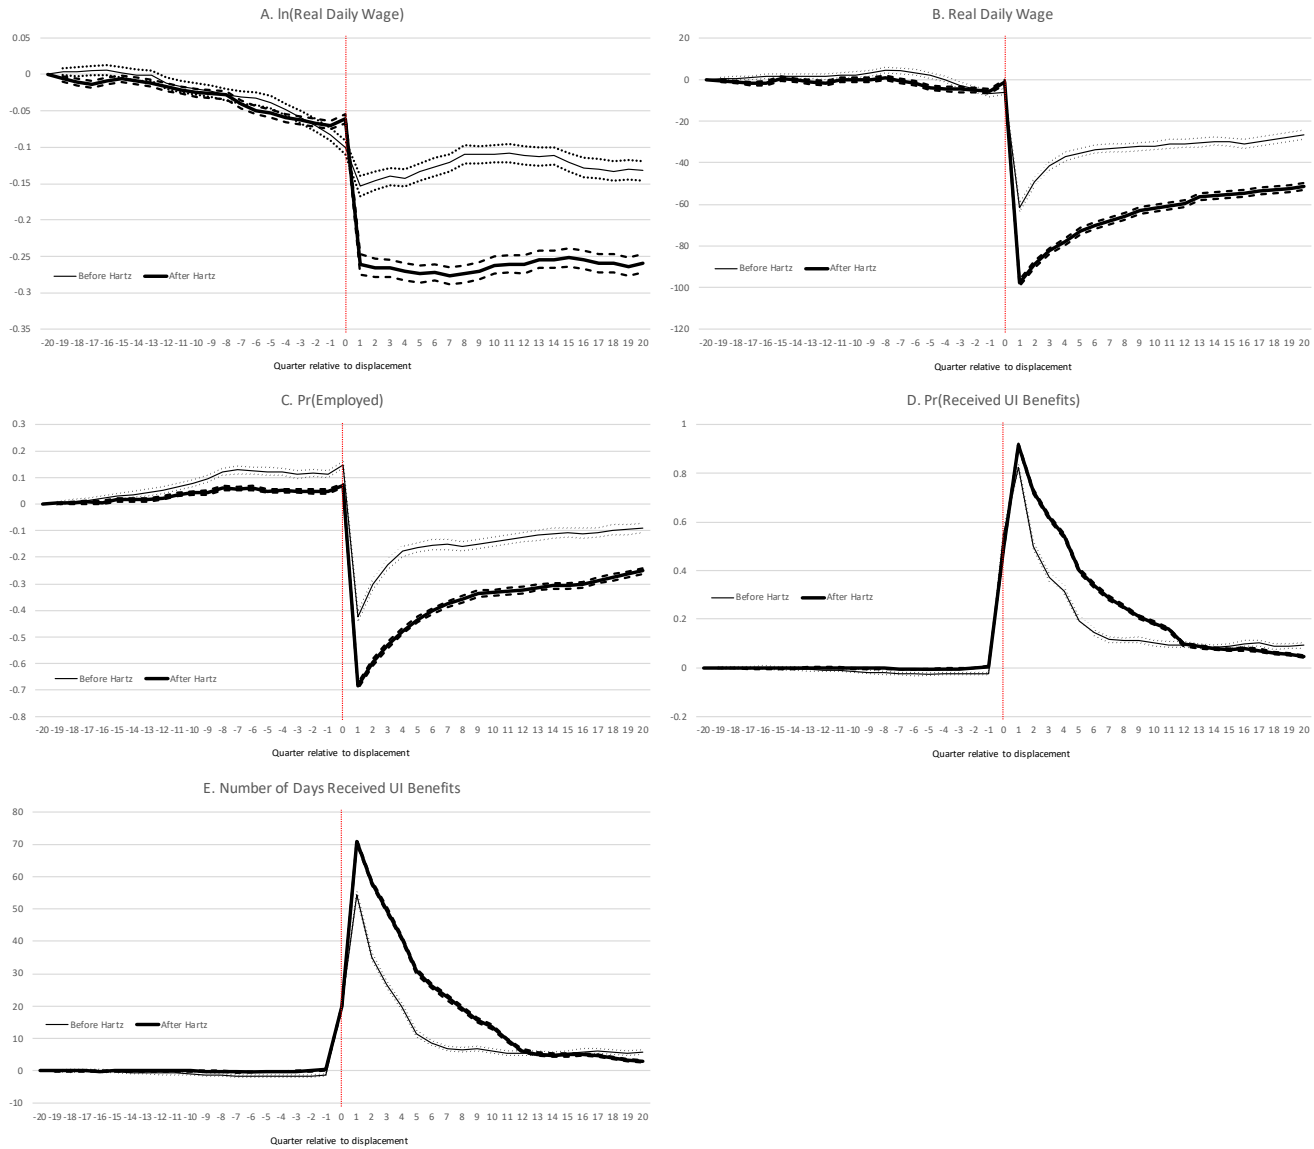 A. ln(Real Daily Wage)
0.05
0
-0.05
-0.1
-0.15
-0.2
-0.25
-0.3
-0.35
Before Hartz After Hartz
-20 -19 -18 -17 -16 -15 -14 -13 -12 -11 -10 -9 -8 -7 -6 -5 -4 -3 -2 -1 0 1 2 3 4 5 6 7 8 9 10 11 12 13 14 15 16 17 18 19 20
Quarter relative to displacement
B. Real Daily Wage
20
0
-20
-40
-60
-80
-100
-120
Before Hartz After Hartz
-20 -19 -18 -17 -16 -15 -14 -13 -12 -11 -10 -9 -8 -7 -6 -5 -4 -3 -2 -1 0 1 2 3 4 5 6 7 8 9 10 11 12 13 14 15 16 17 18 19 20
Quarter relative to displacement
C. Pr(Employed)
0.3
0.2
0.1
0
-0.1
-0.2
-0.3
-0.4
-0.5
-0.6
-0.7
-0.8
Before Hartz After Hartz
-20 -19 -18 -17 -16 -15 -14 -13 -12 -11 -10 -9 -8 -7 -6 -5 -4 -3 -2 -1 0 1 2 3 4 5 6 7 8 9 10 11 12 13 14 15 16 17 18 19 20
Quarter relative to displacement
D. Pr(Received UI Benefits)
1
0.8
0.6
0.4
0.2
0
-0.2
Before Hartz After Hartz
-20 -19 -18 -17 -16 -15 -14 -13 -12 -11 -10 -9 -8 -7 -6 -5 -4 -3 -2 -1 0 1 2 3 4 5 6 7 8 9 10 11 12 13 14 15 16 17 18 19 20
Quarter relative to displacement
E. Number of Days Received UI Benefits
80
70
60
50
40
30
20
10
0
-10
Before Hartz After Hartz
-20 -19 -18 -17 -16 -15 -14 -13 -12 -11 -10 -9 -8 -7 -6 -5 -4 -3 -2 -1 0 1 2 3 4 5 6 7 8 9 10 11 12 13 14 15 16 17 18 19 20
Quarter relative to displacement